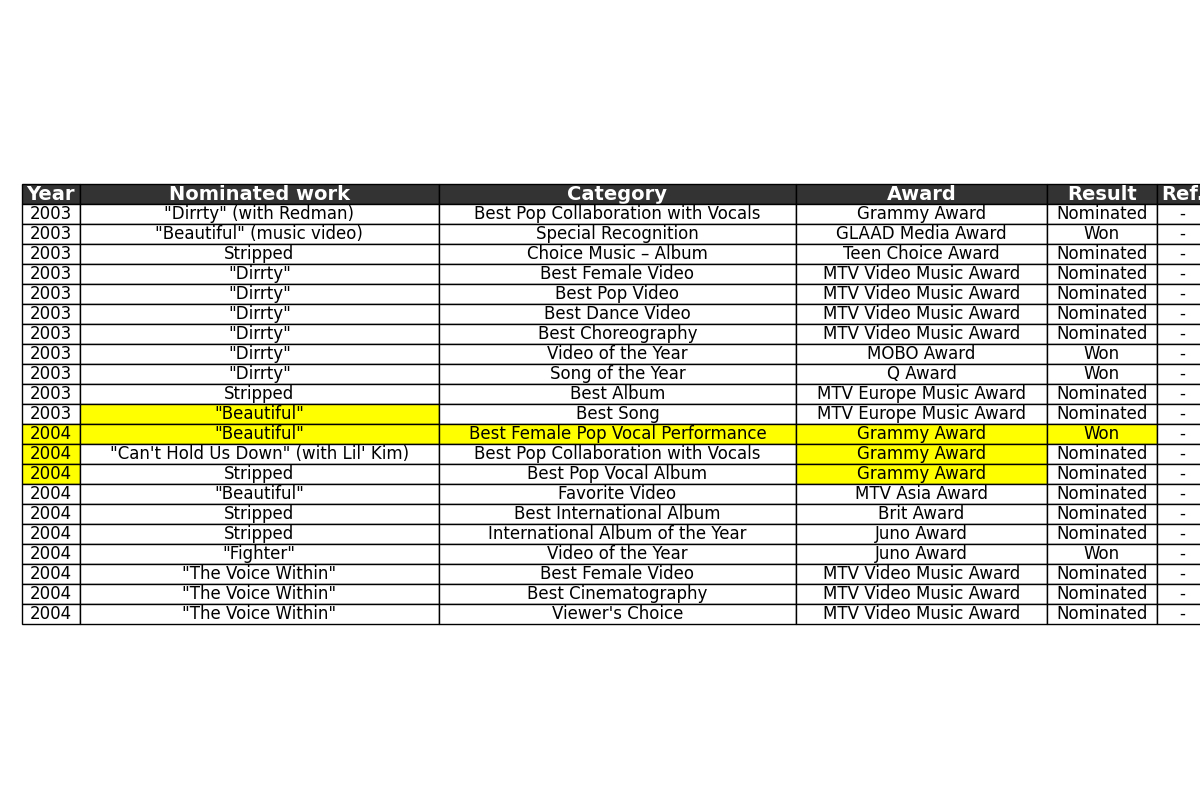 Year Nominated work Category Award Result Ref.
2003 "Dirrty" (with Redman) Best Pop Collaboration with Vocals Grammy Award Nominated -
2003 "Beautiful" (music video) Special Recognition GLAAD Media Award Won -
2003 Stripped Choice Music – Album Teen Choice Award Nominated -
2003 "Dirrty" Best Female Video MTV Video Music Award Nominated -
2003 "Dirrty" Best Pop Video MTV Video Music Award Nominated -
2003 "Dirrty" Best Dance Video MTV Video Music Award Nominated -
2003 "Dirrty" Best Choreography MTV Video Music Award Nominated -
2003 "Dirrty" Video of the Year MOBO Award Won -
2003 "Dirrty" Song of the Year Q Award Won -
2003 Stripped Best Album MTV Europe Music Award Nominated -
2003 "Beautiful" Best Song MTV Europe Music Award Nominated -
2004 "Beautiful" Best Female Pop Vocal Performance Grammy Award Won -
2004 "Can't Hold Us Down" (with Lil' Kim) Best Pop Collaboration with Vocals Grammy Award Nominated -
2004 Stripped Best Pop Vocal Album Grammy Award Nominated -
2004 "Beautiful" Favorite Video MTV Asia Award Nominated -
2004 Stripped Best International Album Brit Award Nominated -
2004 Stripped International Album of the Year Juno Award Nominated -
2004 "Fighter" Video of the Year Juno Award Won -
2004 "The Voice Within" Best Female Video MTV Video Music Award Nominated -
2004 "The Voice Within" Best Cinematography MTV Video Music Award Nominated -
2004 "The Voice Within" Viewer's Choice MTV Video Music Award Nominated -